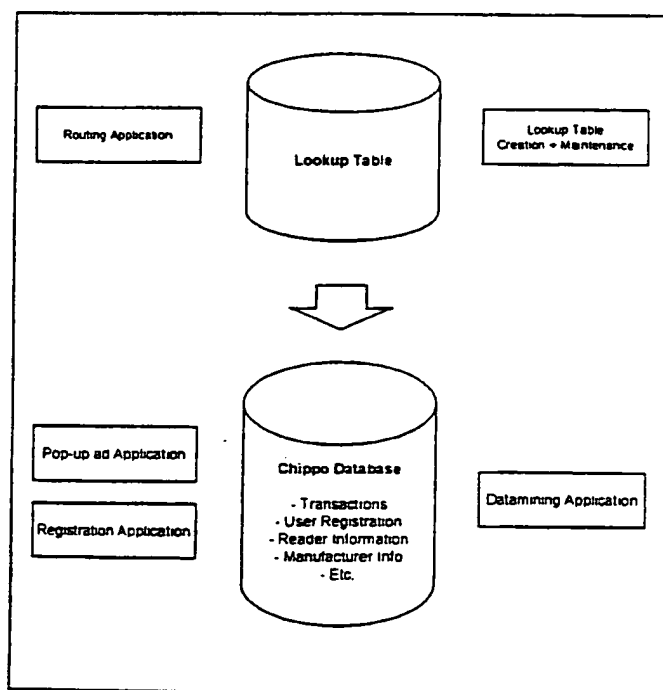 Routing Application
Lookup Table
Lookup Table
Creation + Maintenance
Pop-up ad Application
Registration Application
Chippo Database
- Transactions
- User Registration
- Reader Information
- Manufacturer Info
- Etc.
Datamining Application